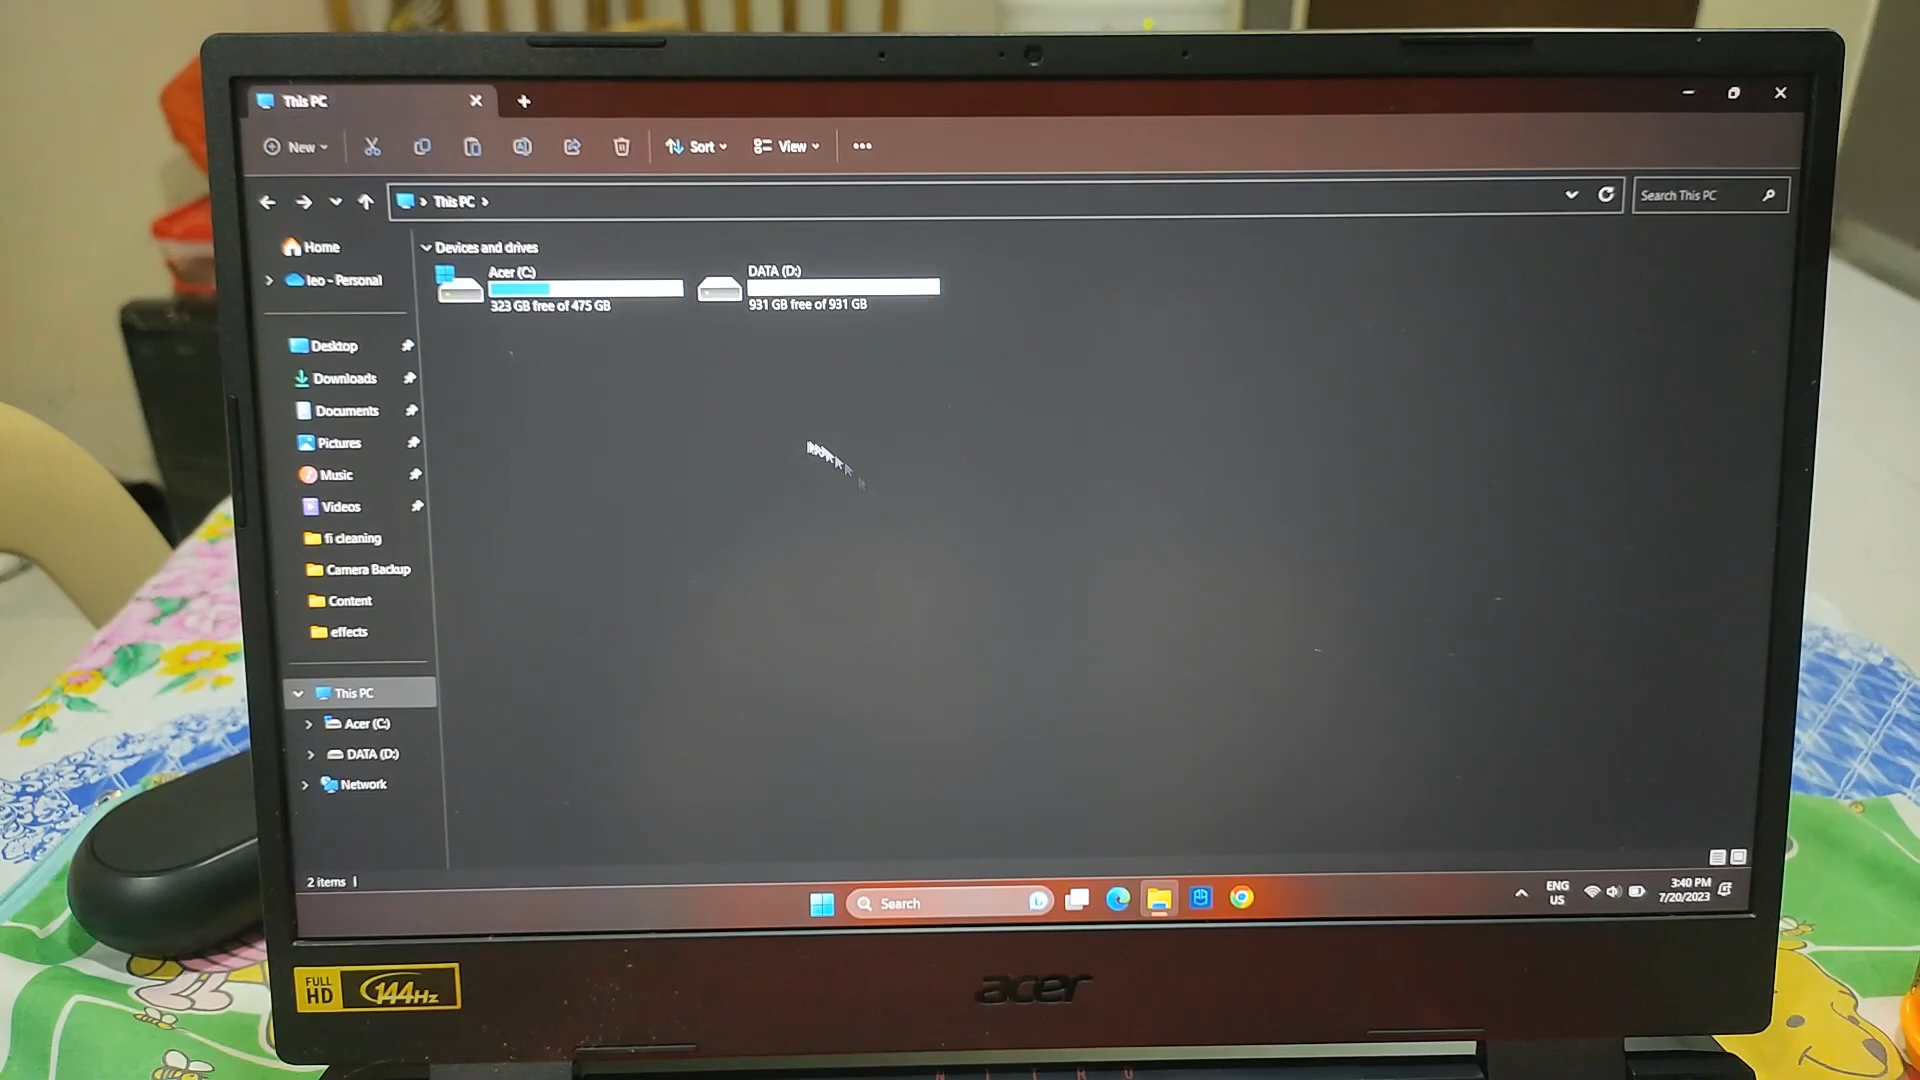 This PC
New
Sort
View
This PC
Search This PC
Home
leo - Personal
Desktop
Downloads
Documents
Pictures
Music
Videos
fi cleaning
Camera Backup
Content
effects
This PC
Acer (C:)
DATA (D:)
Network
Devices and drives
Acer (C:)
323 GB free of 475 GB
DATA (D:)
931 GB free of 931 GB
2 items
Search
ENG
US
3:40 PM
7/20/2023
FULL
HD
144Hz
acer
NITRO